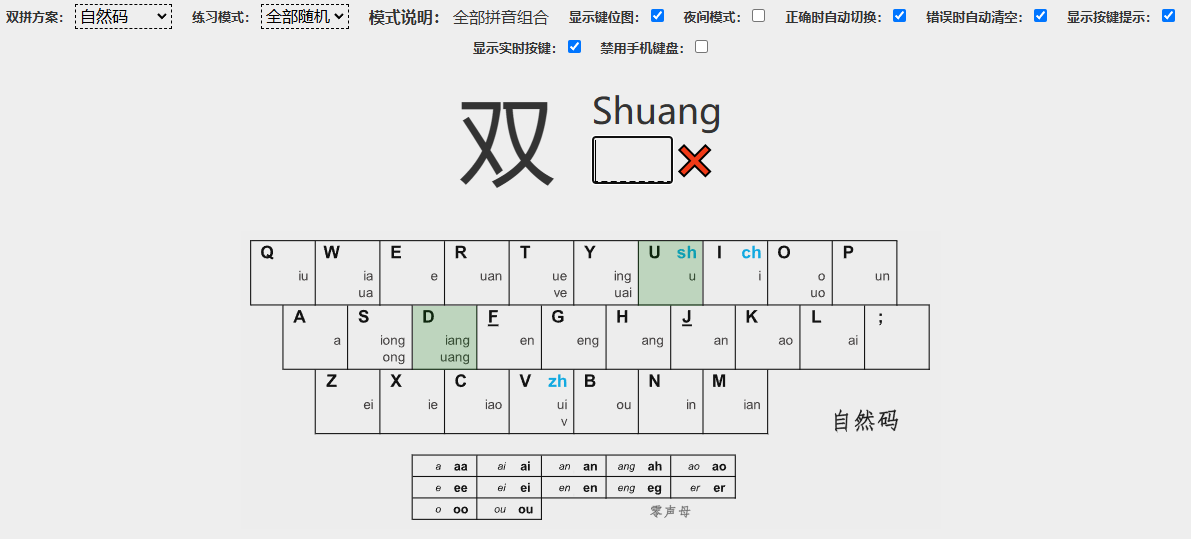 双拼方案： 自然码 练习模式： 全部随机 模式说明： 全部拼音组合 显示键位图： 夜间模式： 正确时自动切换： 错误时自动清空： 显示按键提示：
显示实时按键： 禁用手机键盘：
双 Shuang
Q W E R T Y U sh I ch O P
iu ia e uan ue ing u i o un
ua ve uai uo
A S D F G H J K L ;
a iong iang en eng ang an ao ai
ong uang
Z X C V zh B N M
ei ie iao ui ou in ian
v
自然码
a aa ai ai an an ang ah ao ao
e ee ei ei en en eng eg er er
o oo ou ou
零声母